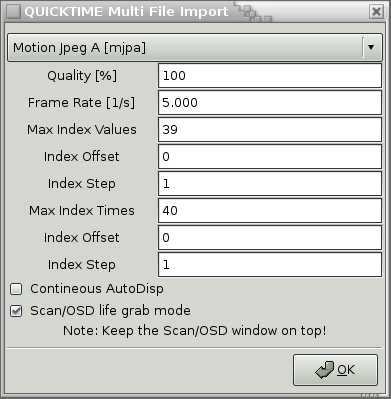 QUICKTIME Multi File Import
Motion Jpeg A [mjpa]
Quality [%] 100
Frame Rate [1/s] 5.000
Max Index Values 39
Index Offset 0
Index Step 1
Max Index Times 40
Index Offset 0
Index Step 1
Contineous AutoDisp
Scan/OSD life grab mode
Note: Keep the Scan/OSD window on top!
OK